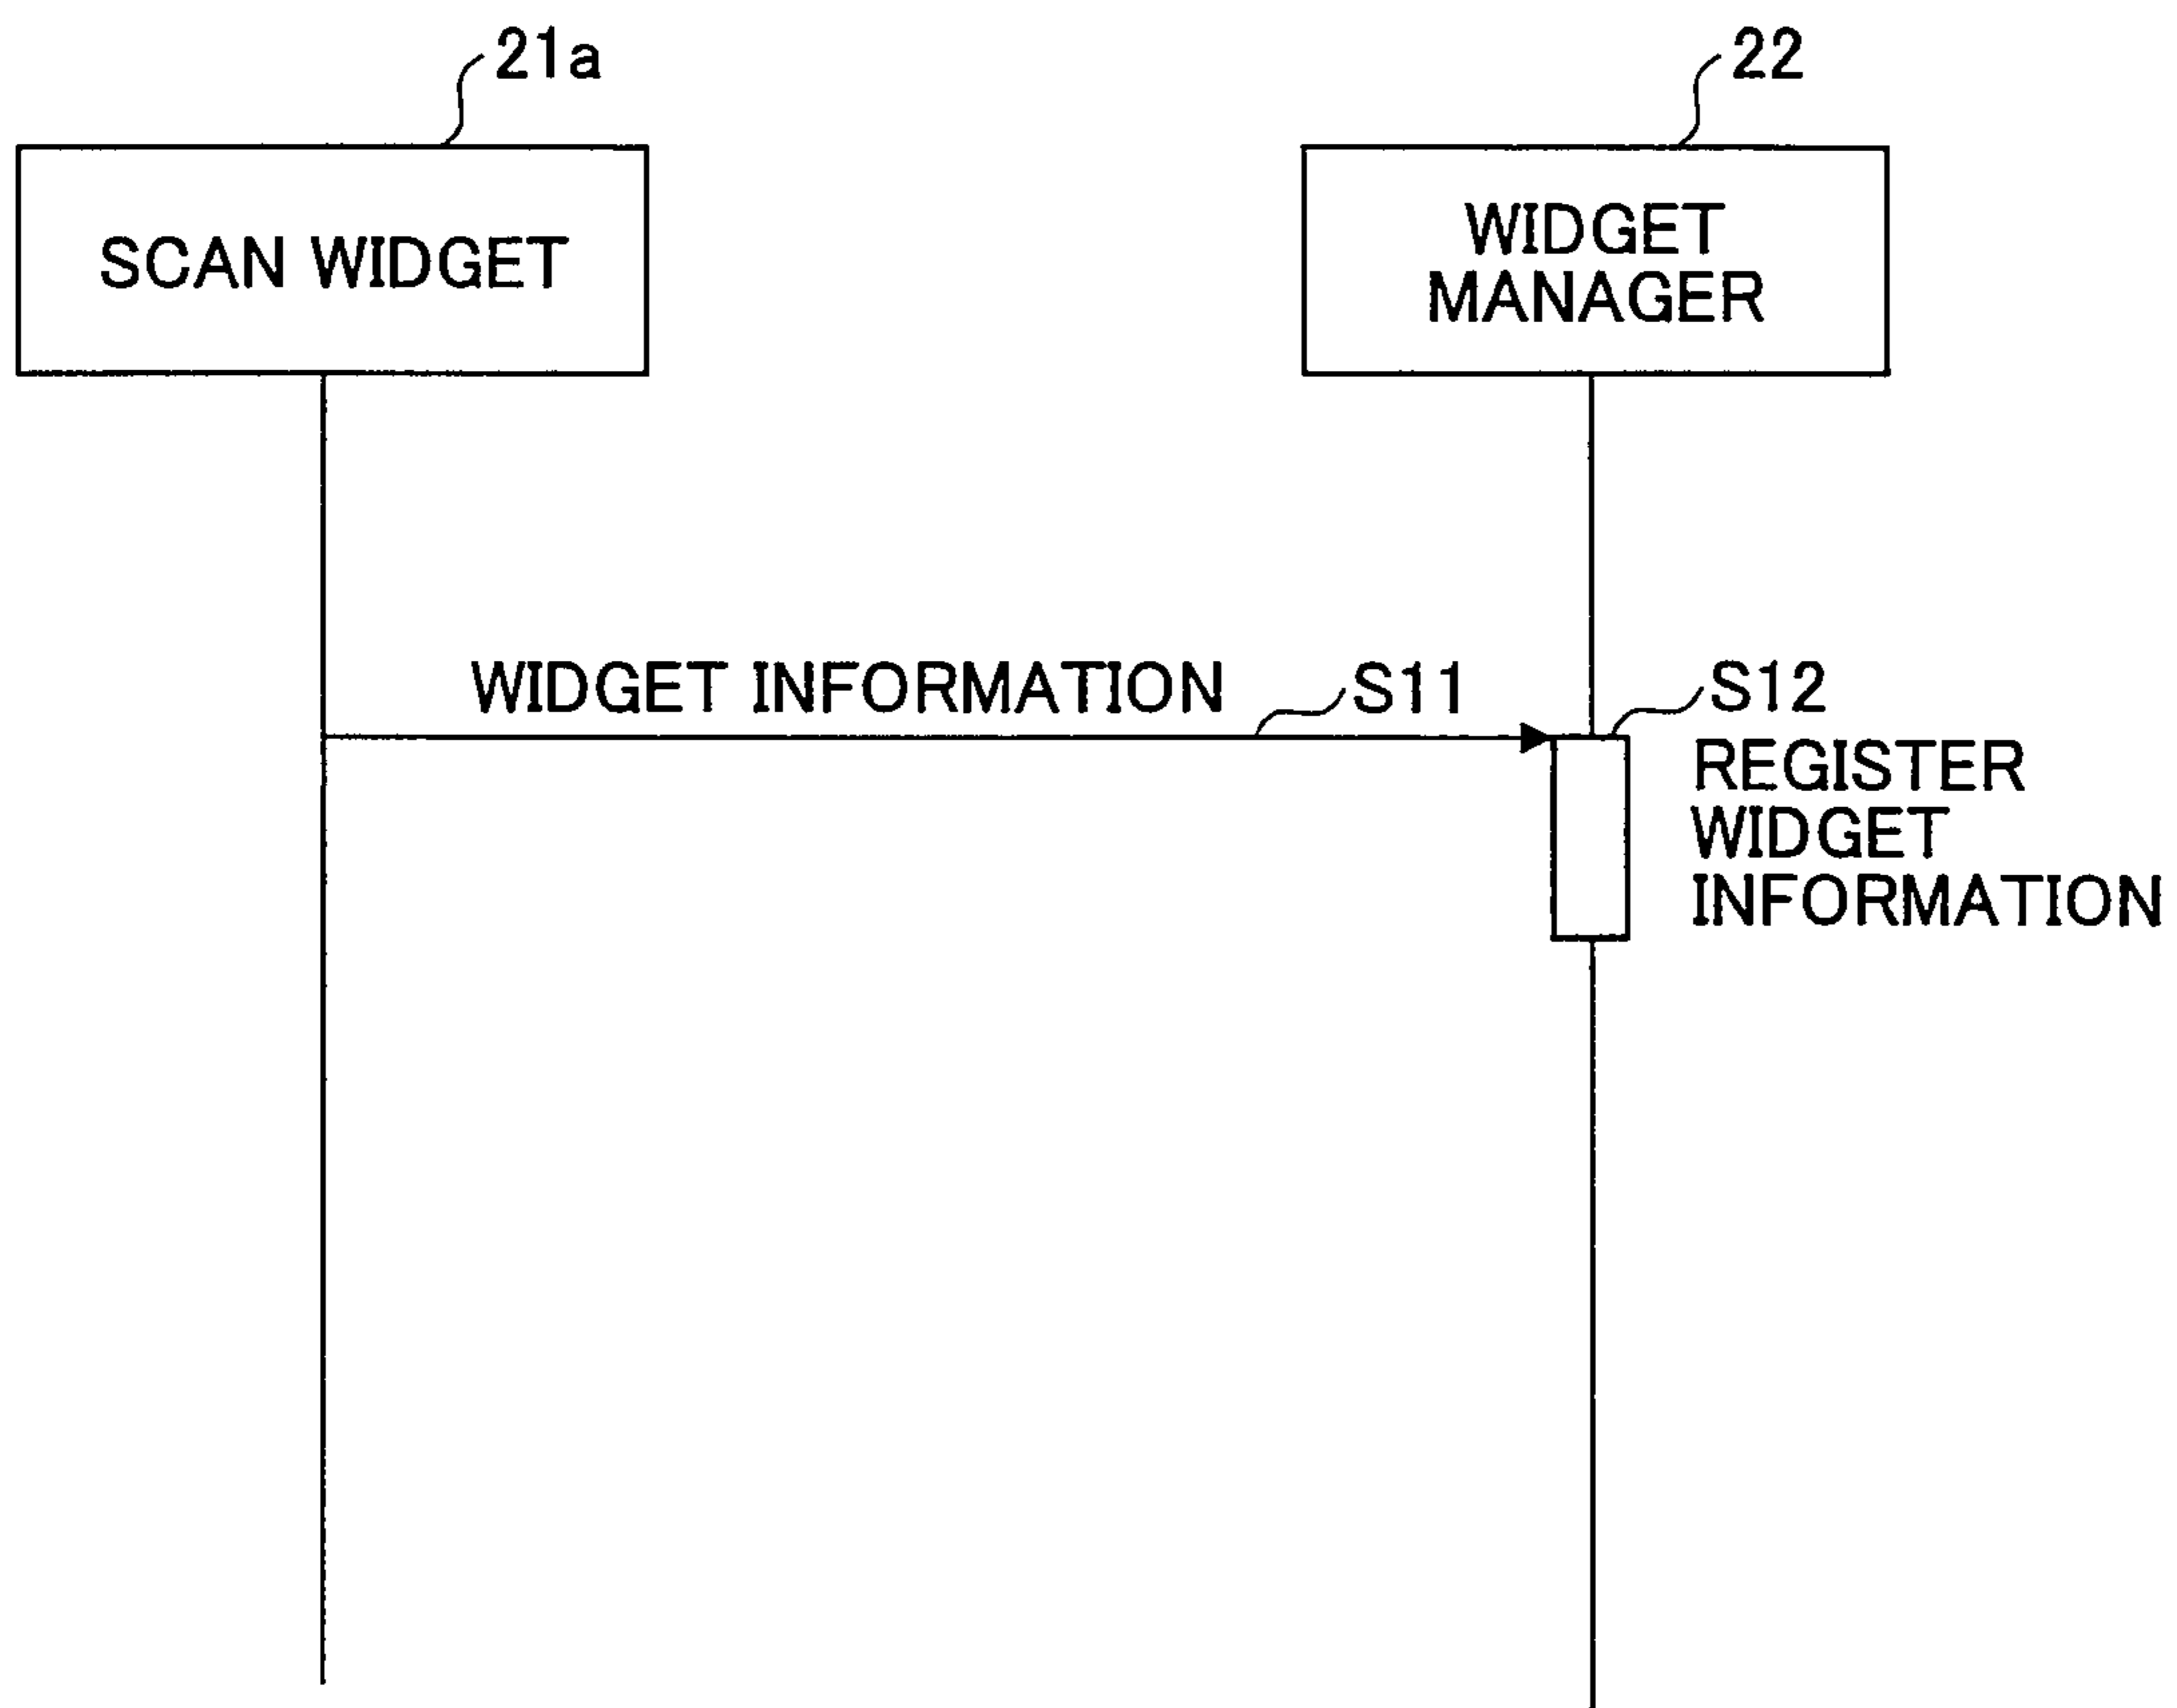 21a
22
SCAN WIDGET
WIDGET
MANAGER
WIDGET INFORMATION
S11
S12
REGISTER
WIDGET
INFORMATION